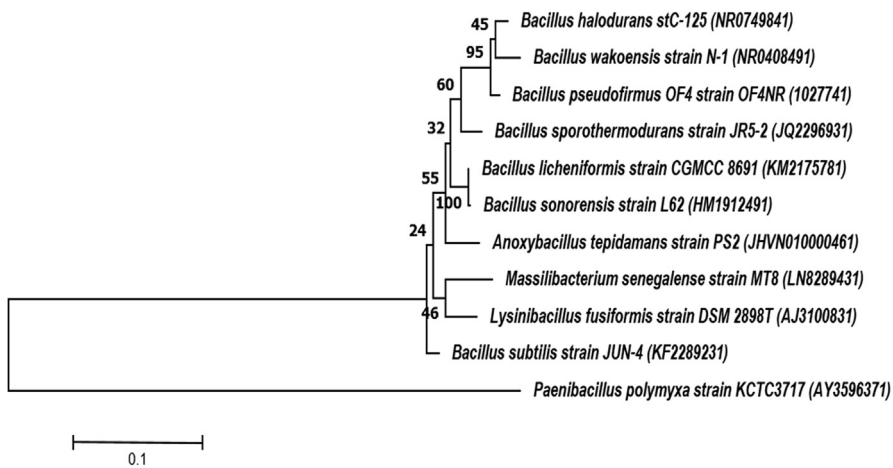 45
Bacillus halodurans stC-125 (NR0749841)
95
Bacillus wakoensis strain N-1 (NR0408491)
60
Bacillus pseudofirmus OF4 strain OF4NR (1027741)
32
Bacillus sporothermodurans strain JR5-2 (JQ2296931)
Bacillus licheniformis strain CGMCC 8691 (KM2175781)
55
100
Bacillus sonorensis strain L62 (HM1912491)
24
Anoxybacillus tepidamans strain PS2 (JHVN010000461)
Massilibacterium senegalense strain MT8 (LN8289431)
46
Lysinibacillus fusiformis strain DSM 2898T (AJ3100831)
Bacillus subtilis strain JUN-4 (KF2289231)
Paenibacillus polymyxa strain KCTC3717 (AY3596371)
0.1